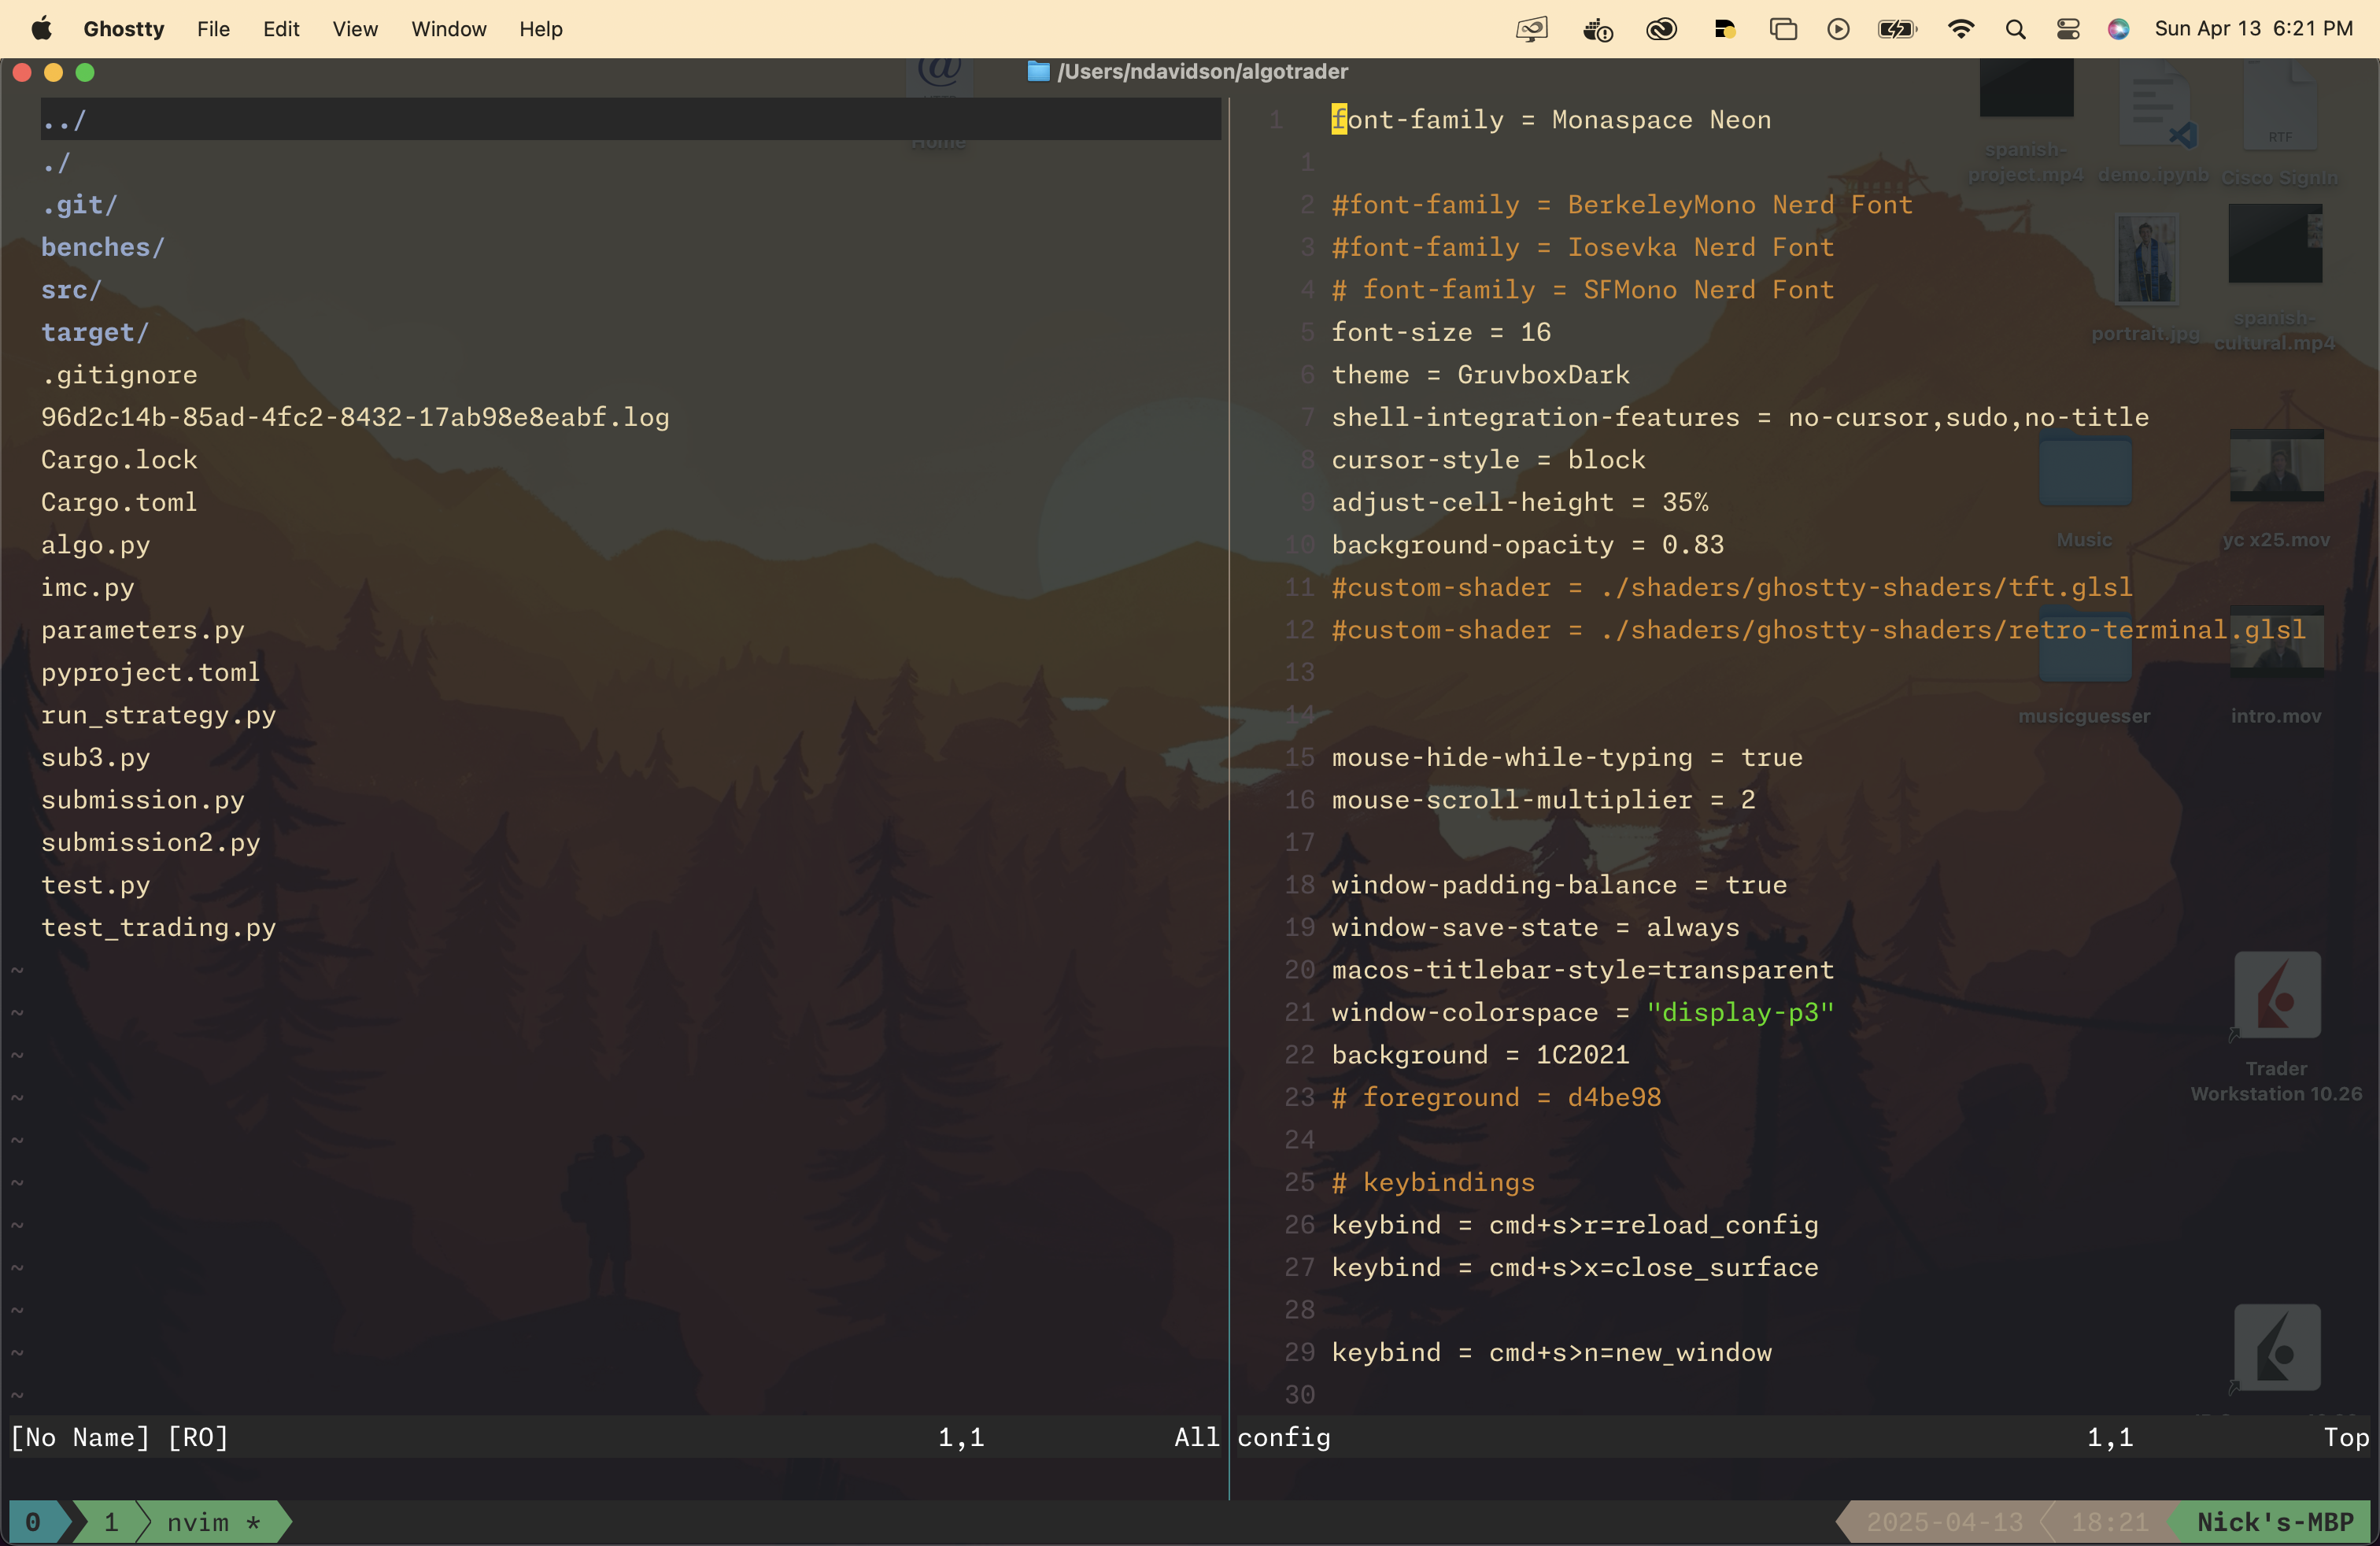 Ghostty File Edit View Window Help Sun Apr 13 6:21 PM
/Users/ndavidson/algotrader
../
./
.git/
benches/
src/
target/
.gitignore
96d2c14b-85ad-4fc2-8432-17ab98e8eabf.log
Cargo.lock
Cargo.toml
algo.py
imc.py
parameters.py
pyproject.toml
run_strategy.py
sub3.py
submission.py
submission2.py
test.py
test_trading.py
~
~
~
~
~
~
~
~
~
~
~
[No Name] [RO] 1,1 All
1 font-family = Monaspace Neon
1
2 #font-family = BerkeleyMono Nerd Font
3 #font-family = Iosevka Nerd Font
4 # font-family = SFMono Nerd Font
5 font-size = 16
6 theme = GruvboxDark
7 shell-integration-features = no-cursor,sudo,no-title
8 cursor-style = block
9 adjust-cell-height = 35%
10 background-opacity = 0.83
11 #custom-shader = ./shaders/ghostty-shaders/tft.glsl
12 #custom-shader = ./shaders/ghostty-shaders/retro-terminal.glsl
13
14
15 mouse-hide-while-typing = true
16 mouse-scroll-multiplier = 2
17
18 window-padding-balance = true
19 window-save-state = always
20 macos-titlebar-style=transparent
21 window-colorspace = "display-p3"
22 background = 1C2021
23 # foreground = d4be98
24
25 # keybindings
26 keybind = cmd+s>r=reload_config
27 keybind = cmd+s>x=close_surface
28
29 keybind = cmd+s>n=new_window
30
config 1,1 Top
0 1 nvim * 2025-04-13 18:21 Nick's-MBP
@
Home
spanish-
project.mp4
demo.ipynb
RTF
Cisco SignIn
portrait.jpg
spanish-
cultural.mp4
Music
yc x25.mov
musicguesser
intro.mov
Trader
Workstation 10.26